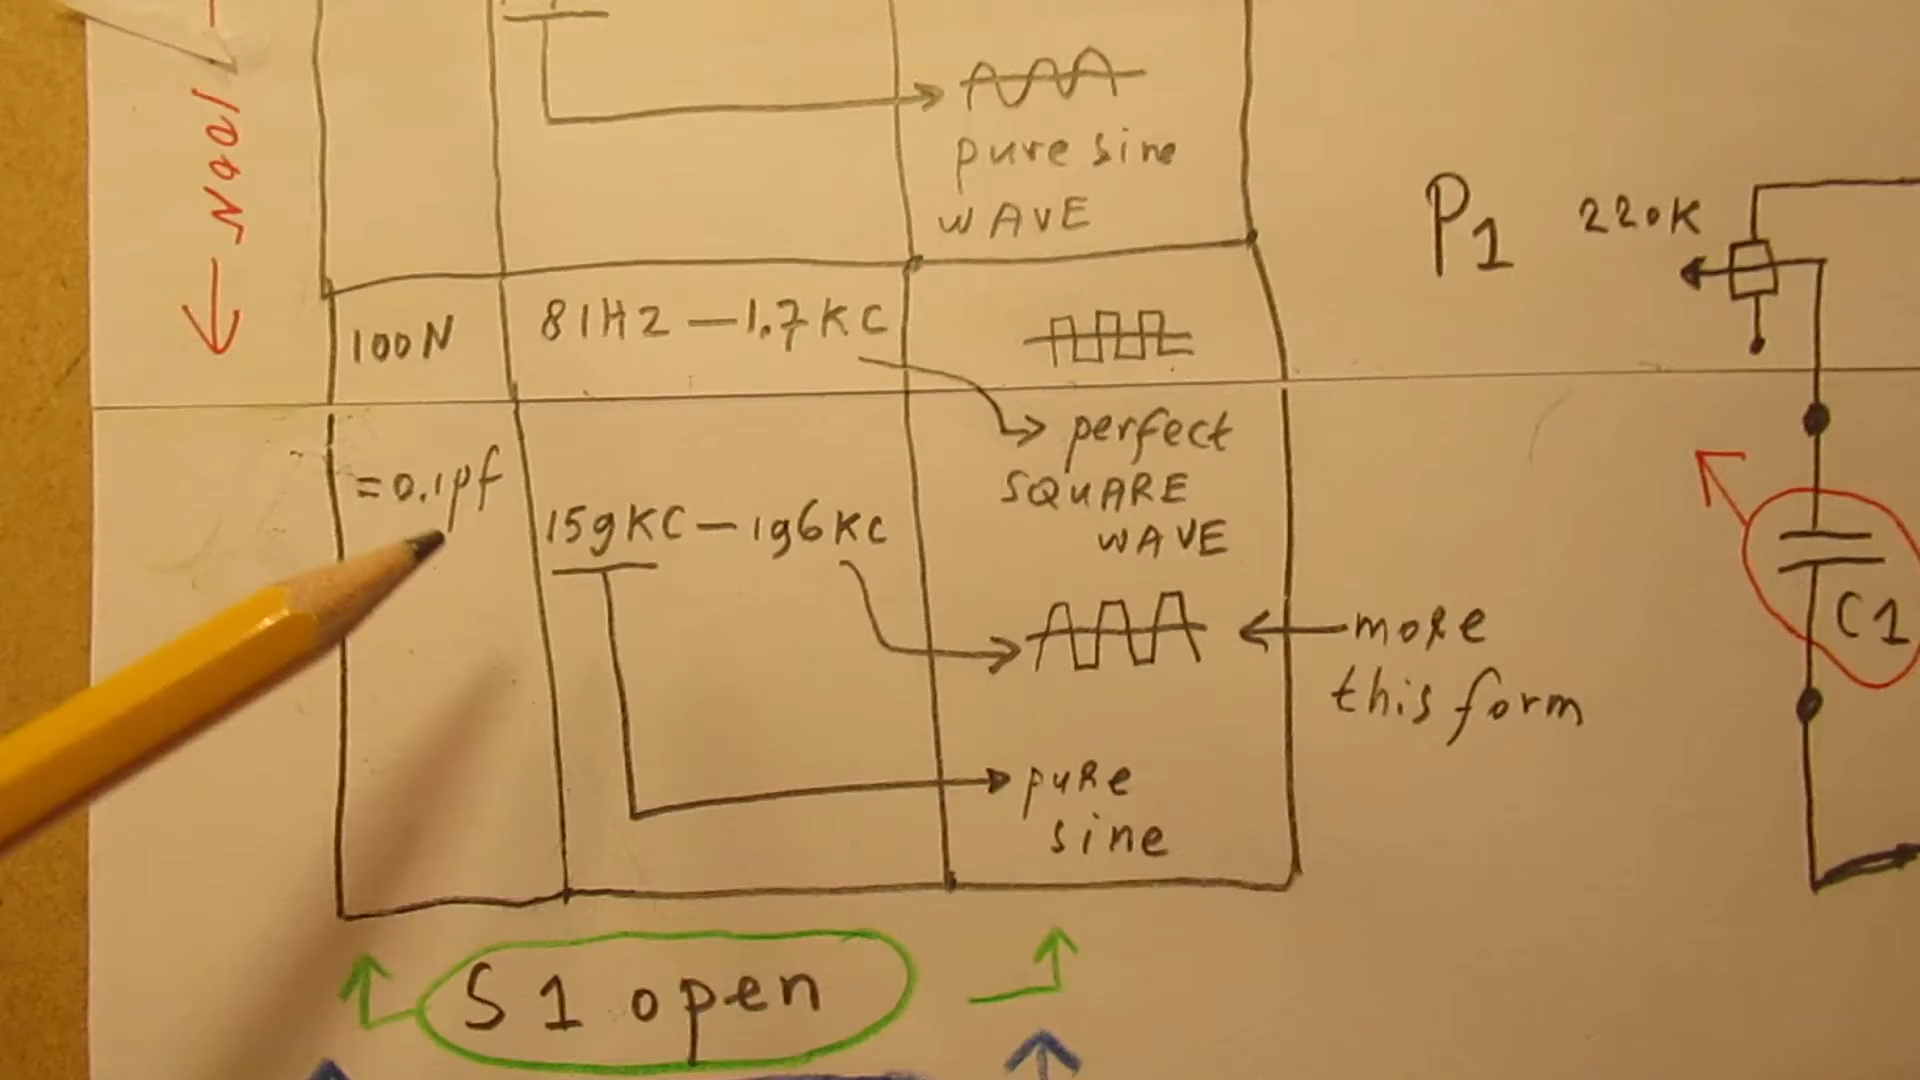 pure sine
WAVE
100N
100N
81HZ – 1.7KC
perfect
SQUARE
WAVE
=0.1pf
159KC – 196KC
more
this form
pure
sine
S1 open
P1
220K
C1